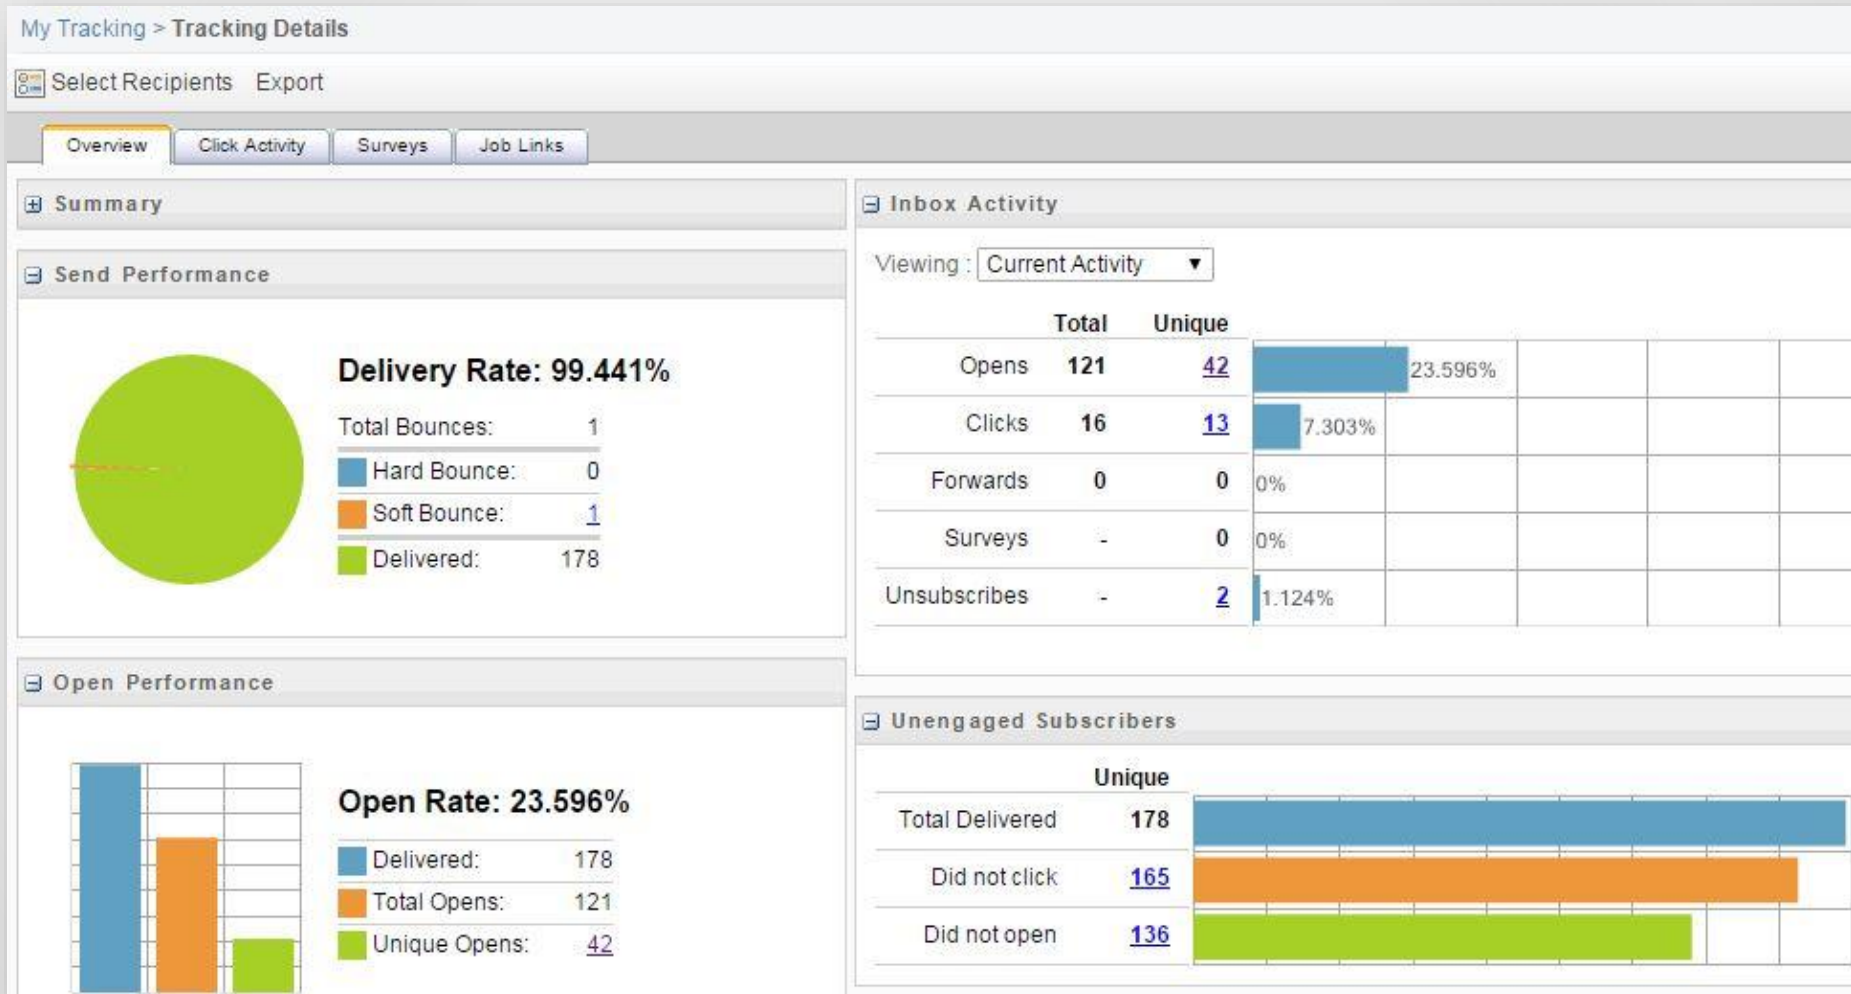 My Tracking > Tracking Details
Select Recipients Export
Overview Click Activity Surveys Job Links
Summary
Send Performance
Delivery Rate: 99.441%
Total Bounces: 1
Hard Bounce: 0
Soft Bounce: 1
Delivered: 178
Open Performance
Open Rate: 23.596%
Delivered: 178
Total Opens: 121
Unique Opens: 42
Inbox Activity
Viewing : Current Activity ▼
Total Unique
Opens 121 42 23.596%
Clicks 16 13 7.303%
Forwards 0 0 0%
Surveys - 0 0%
Unsubscribes - 2 1.124%
Unengaged Subscribers
Unique
Total Delivered 178
Did not click 165
Did not open 136